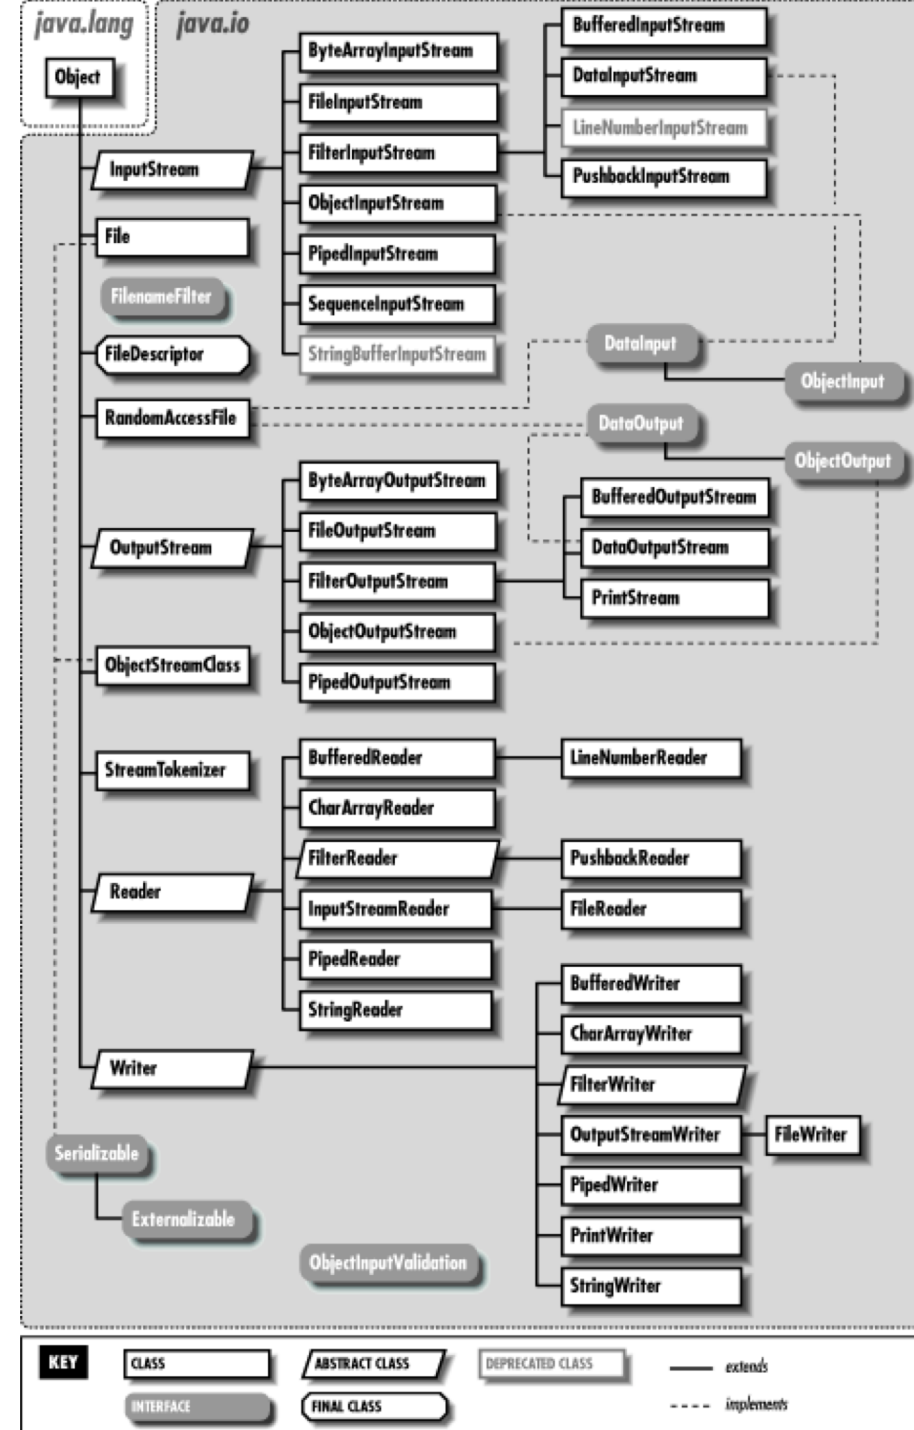 java.lang
java.io
Object
InputStream
File
FilenameFilter
FileDescriptor
RandomAccessFile
OutputStream
ObjectStreamClass
StreamTokenizer
Reader
Writer
Serializable
Externalizable
ByteArrayInputStream
FileInputStream
FilterInputStream
ObjectInputStream
PipedInputStream
SequenceInputStream
StringBufferInputStream
BufferedInputStream
DataInputStream
LineNumberInputStream
PushbackInputStream
DataInput
ObjectInput
DataOutput
ObjectOutput
ByteArrayOutputStream
FileOutputStream
FilterOutputStream
ObjectOutputStream
PipedOutputStream
BufferedOutputStream
DataOutputStream
PrintStream
BufferedReader
CharArrayReader
FilterReader
InputStreamReader
PipedReader
StringReader
LineNumberReader
PushbackReader
FileReader
BufferedWriter
CharArrayWriter
FilterWriter
OutputStreamWriter
FileWriter
PipedWriter
PrintWriter
StringWriter
ObjectInputValidation
KEY
CLASS
ABSTRACT CLASS
DEPRECATED CLASS
extends
INTERFACE
FINAL CLASS
implements